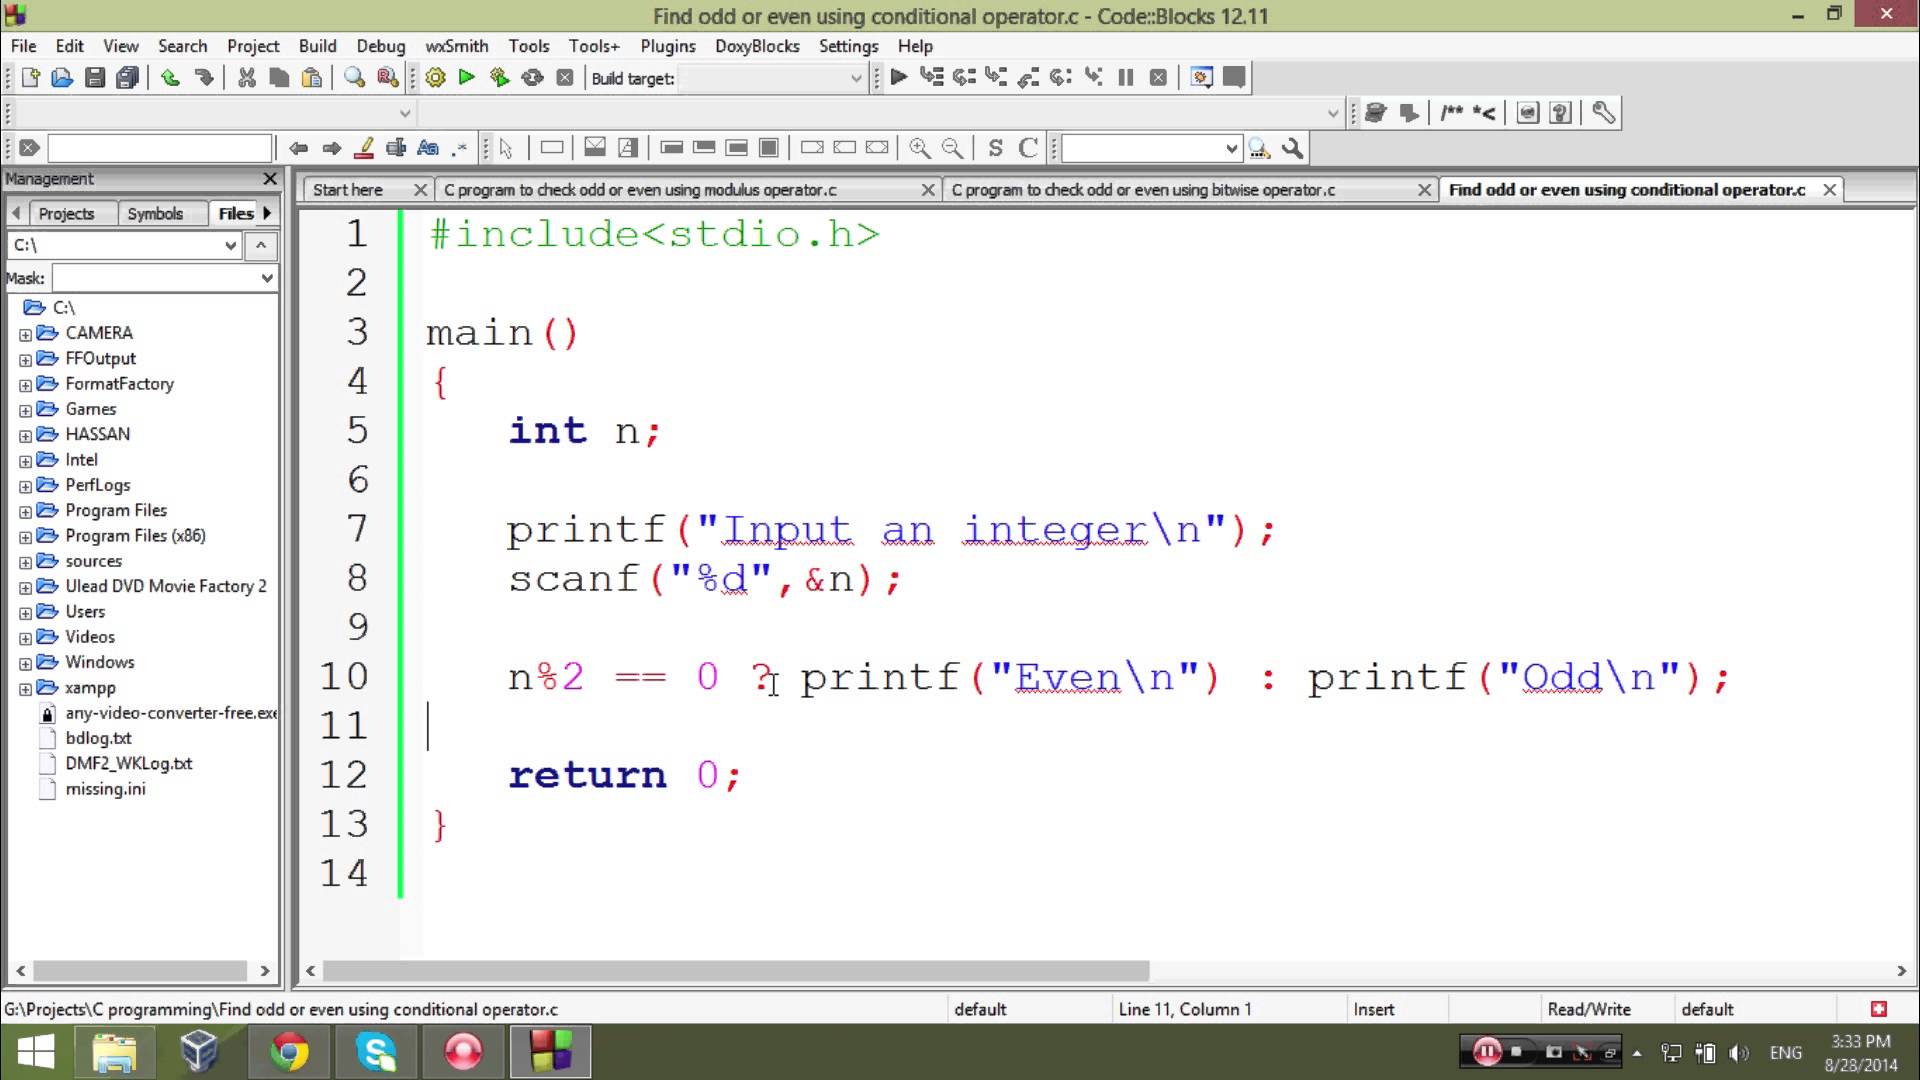 Find odd or even using conditional operator.c - Code::Blocks 12.11
File Edit View Search Project Build Debug wxSmith Tools Tools+ Plugins DoxyBlocks Settings Help
Build target:
/** *<
S C
Management
Start here C program to check odd or even using modulus operator.c C program to check odd or even using bitwise operator.c Find odd or even using conditional operator.c
Projects Symbols Files
C:\
Mask:
C:\
CAMERA
FFOutput
FormatFactory
Games
HASSAN
Intel
PerfLogs
Program Files
Program Files (x86)
sources
Ulead DVD Movie Factory 2
Users
Videos
Windows
xampp
any-video-converter-free.exe
bdlog.txt
DMF2_WKLog.txt
missing.ini
1 #include<stdio.h>
2
3 main()
4 {
5 int n;
6
7 printf("Input an integer\n");
8 scanf("%d",&n);
9
10 n%2 == 0 ? printf("Even\n") : printf("Odd\n");
11
12 return 0;
13 }
14
G:\Projects\C programming\Find odd or even using conditional operator.c default Line 11, Column 1 Insert Read/Write default
ENG 3:33 PM
8/28/2014